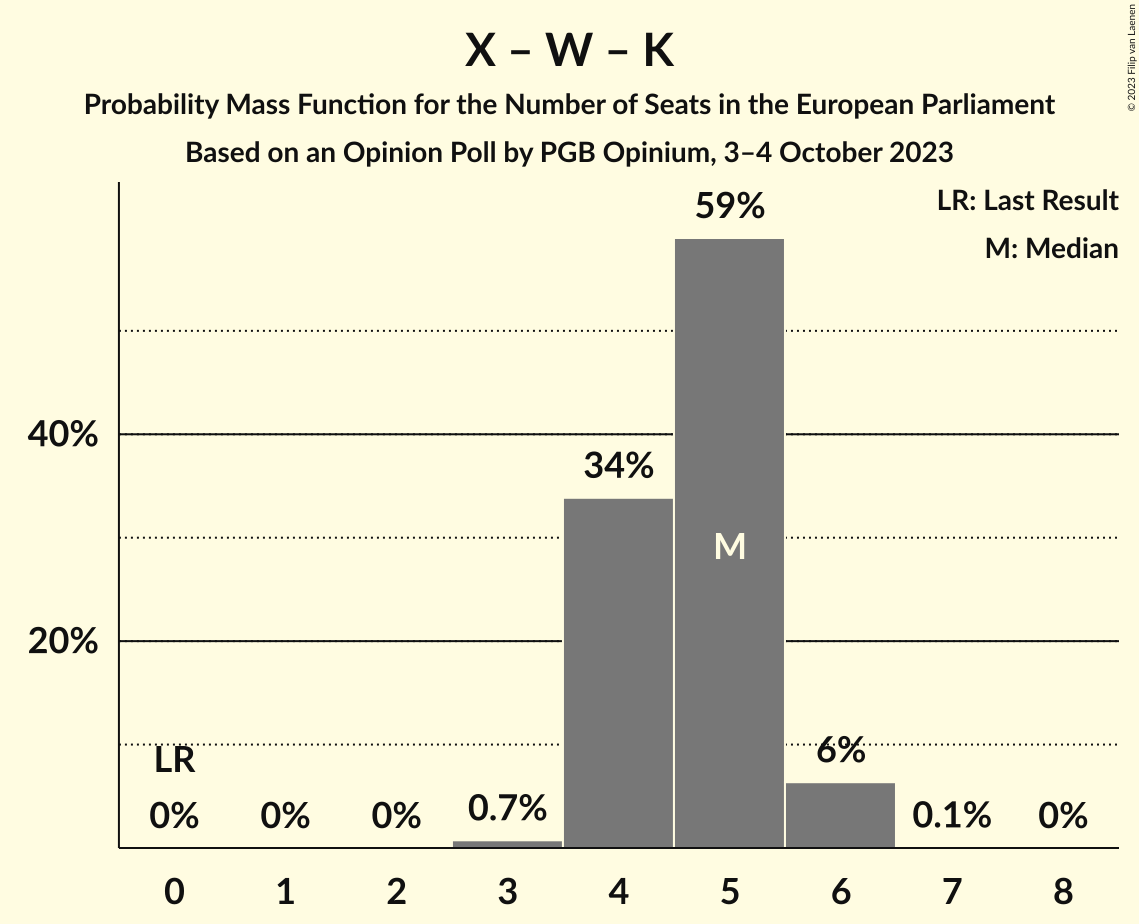 X – W – K
Probability Mass Function for the Number of Seats in the European Parliament
Based on an Opinion Poll by PGB Opinium, 3–4 October 2023
© 2023 Filip van Laenen
LR: Last Result
M: Median
59%
40%
34%
M
20%
LR
6%
0% 0% 0% 0.7% 0.1% 0%
0 1 2 3 4 5 6 7 8